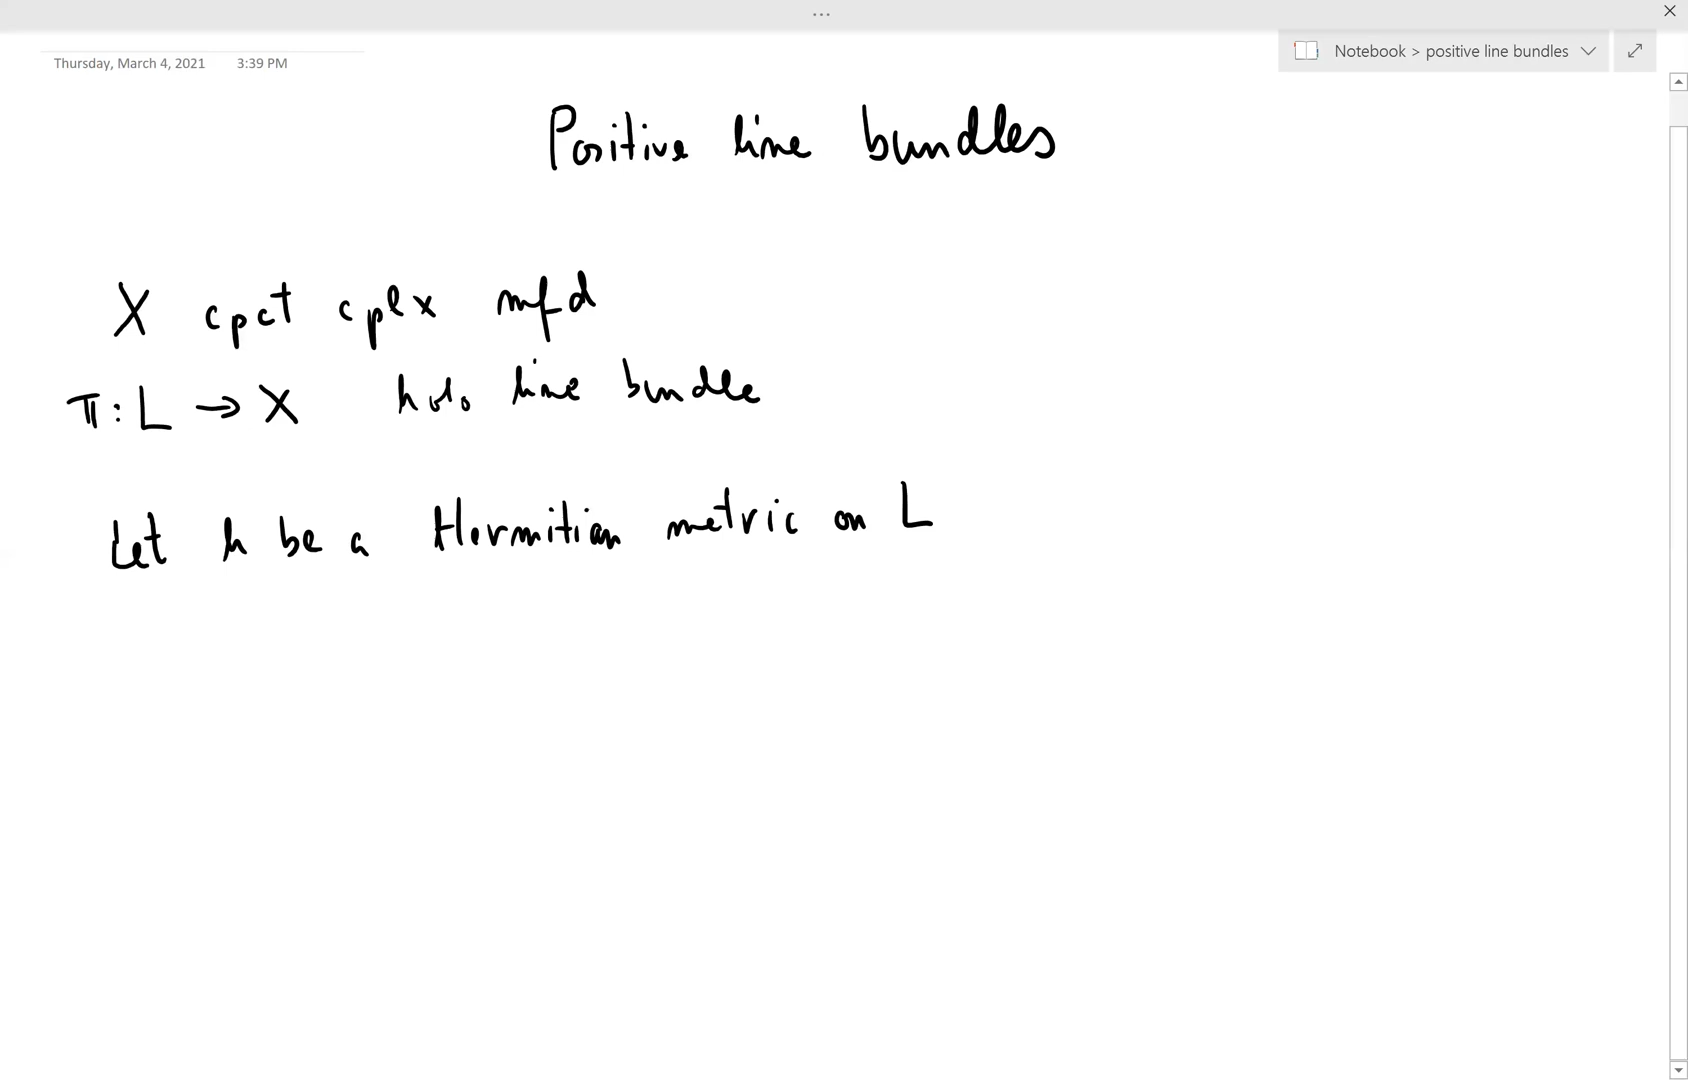 ...
Notebook > positive line bundles
Thursday, March 4, 2021 3:39 PM
Positive line bundles
X cpct cplx mfd
π: L → X holo line bundle
Let h be a Hermitian metric on L